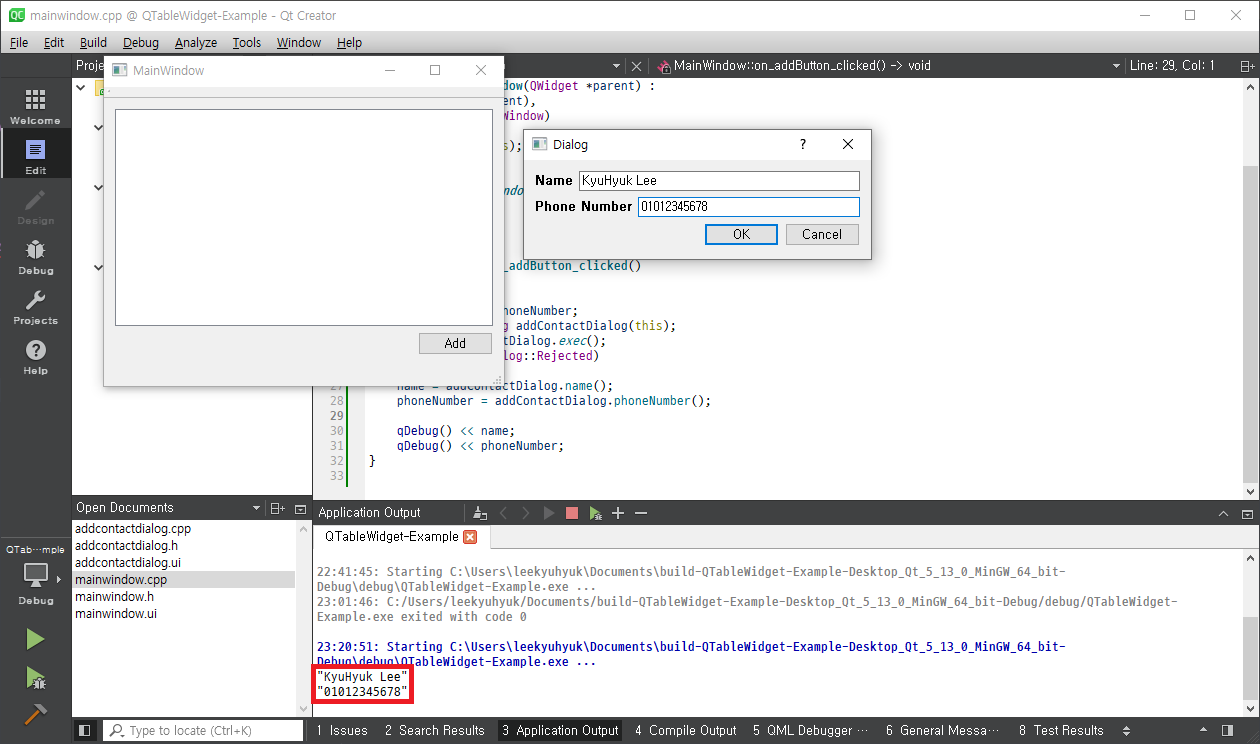 mainwindow.cpp @ QTableWidget-Example - Qt Creator
File Edit Build Debug Analyze Tools Window Help
Proje
MainWindow::on_addButton_clicked() -> void
Line: 29, Col: 1
Welcome
Edit
Design
Debug
Projects
Help
QTab···mple
Debug
MainWindow
Add
dow(QWidget *parent) :
ent),
Window)
s);
ndow
_addButton_clicked()
honeNumber;
g addContactDialog(this);
tDialog.exec();
log::Rejected)
27 name = addContactDialog.name();
28 phoneNumber = addContactDialog.phoneNumber();
29
30 qDebug() << name;
31 qDebug() << phoneNumber;
32 }
33
Dialog ?
Name KyuHyuk Lee
Phone Number 01012345678
OK Cancel
Open Documents
addcontactdialog.cpp
addcontactdialog.h
addcontactdialog.ui
mainwindow.cpp
mainwindow.h
mainwindow.ui
Application Output
QTableWidget-Example
22:41:45: Starting C:\Users\leekyuhyuk\Documents\build-QTableWidget-Example-Desktop_Qt_5_13_0_MinGW_64_bit-
Debug\debug\QTableWidget-Example.exe ...
23:01:46: C:/Users/leekyuhyuk/Documents/build-QTableWidget-Example-Desktop_Qt_5_13_0_MinGW_64_bit-Debug/debug/QTableWidget-
Example.exe exited with code 0
23:20:51: Starting C:\Users\leekyuhyuk\Documents\build-QTableWidget-Example-Desktop_Qt_5_13_0_MinGW_64_bit-
Debug\debug\QTableWidget-Example.exe ...
"KyuHyuk Lee"
"01012345678"
Type to locate (Ctrl+K)
1 Issues 2 Search Results 3 Application Output 4 Compile Output 5 QML Debugger ··· 6 General Messa··· 8 Test Results